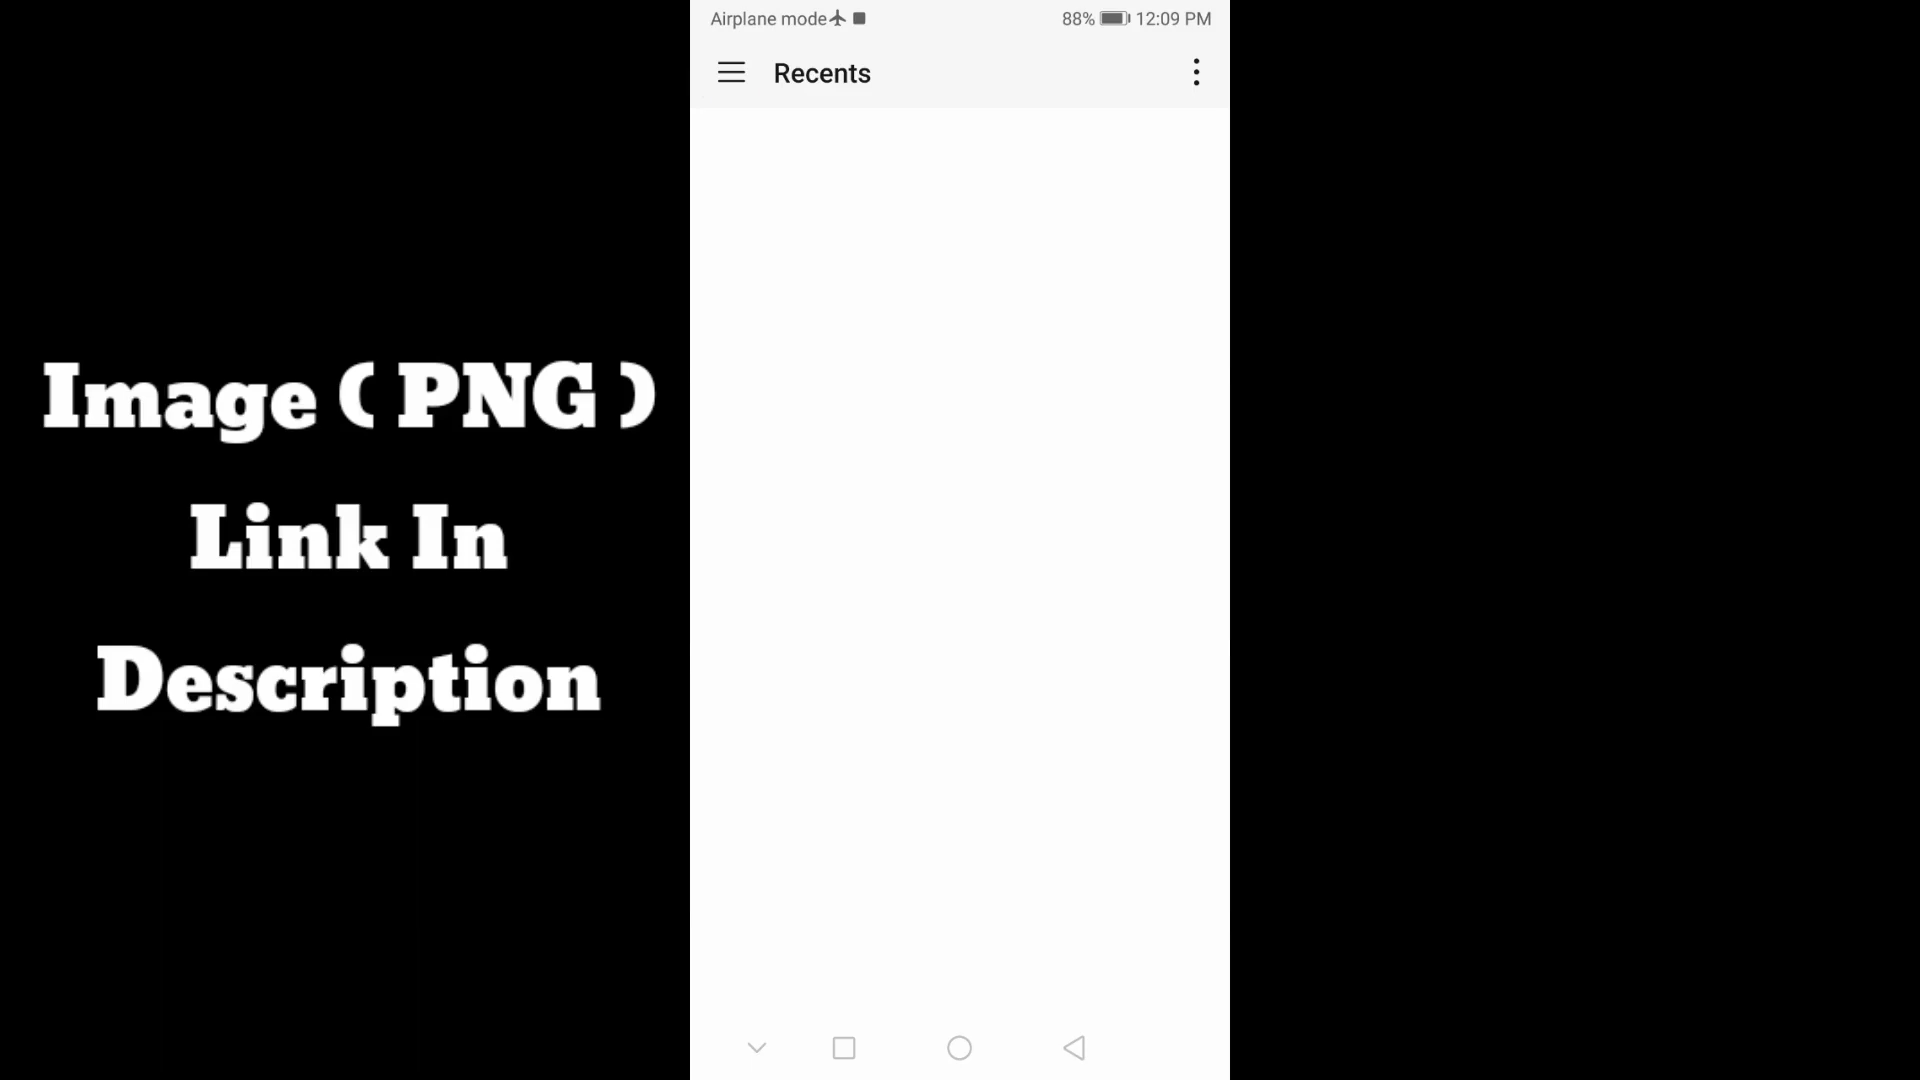 Airplane mode 88% 12:09 PM
Recents
Image ( PNG )
Link In
Description